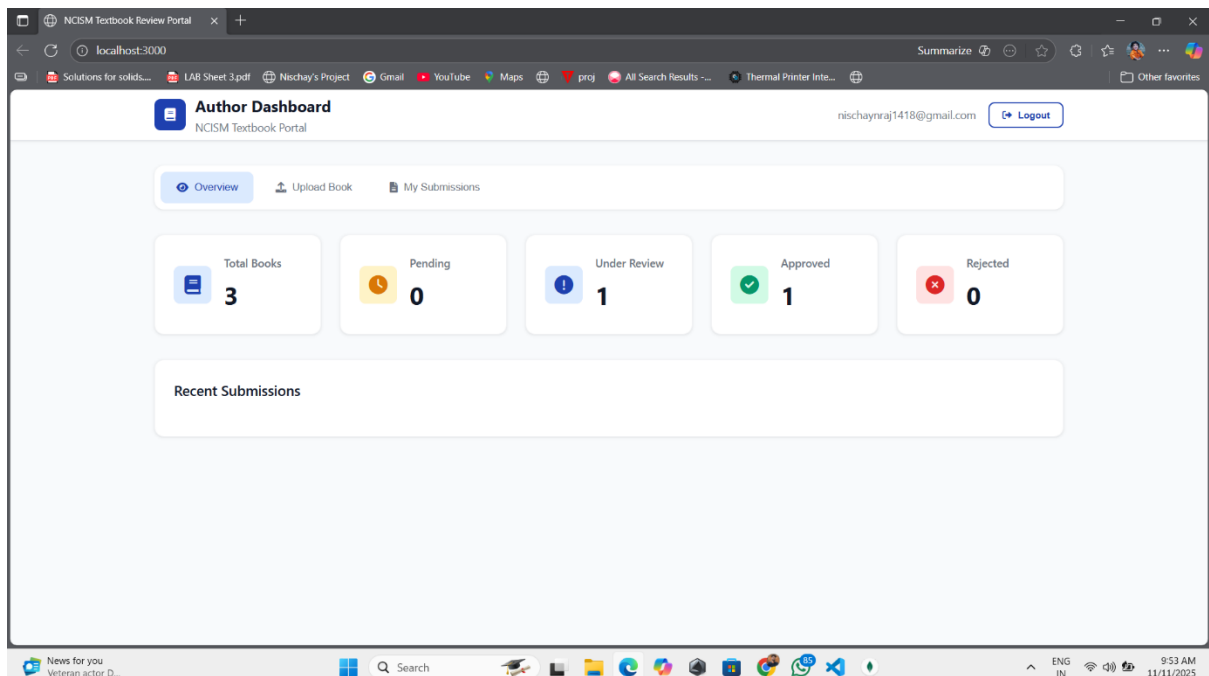 NCISM Textbook Review Portal
localhost:3000
Summarize
Solutions for solids.... LAB Sheet 3.pdf Nischay's Project Gmail YouTube Maps proj All Search Results -... Thermal Printer Inte... Other favorites
Author Dashboard
NCISM Textbook Portal
nischaynraj1418@gmail.com Logout
Overview Upload Book My Submissions
Total Books Pending Under Review Approved Rejected
3 0 1 1 0
Recent Submissions
News for you
Veteran actor D...
Search
85
ENG
IN
9:53 AM
11/11/2025